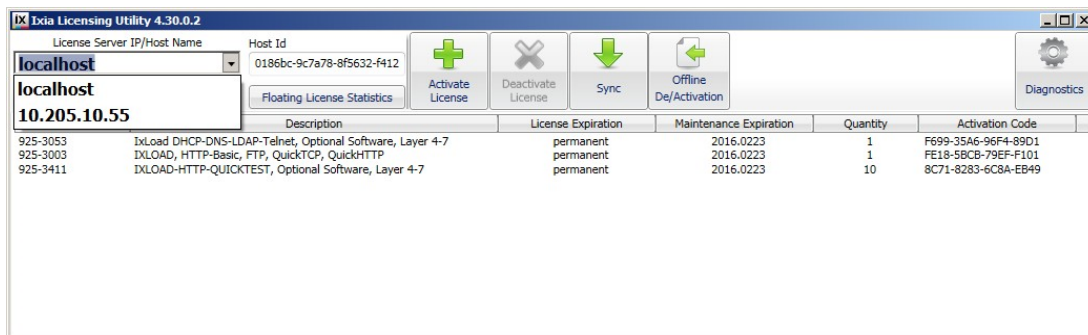 IX Ixia Licensing Utility 4.30.0.2
License Server IP/Host Name
Host Id
localhost
0186bc-9c7a78-8f5632-f412
localhost
10.205.10.55
Floating License Statistics
Activate
License
Deactivate
License
Sync
Offline
De/Activation
Diagnostics
Description License Expiration Maintenance Expiration Quantity Activation Code
925-3053 IxLoad DHCP-DNS-LDAP-Telnet, Optional Software, Layer 4-7 permanent 2016.0223 1 F699-35A6-96F4-89D1
925-3003 IXLOAD, HTTP-Basic, FTP, QuickTCP, QuickHTTP permanent 2016.0223 1 FE18-5BCB-79EF-F101
925-3411 IXLOAD-HTTP-QUICKTEST, Optional Software, Layer 4-7 permanent 2016.0223 10 8C71-8283-6C8A-EB49